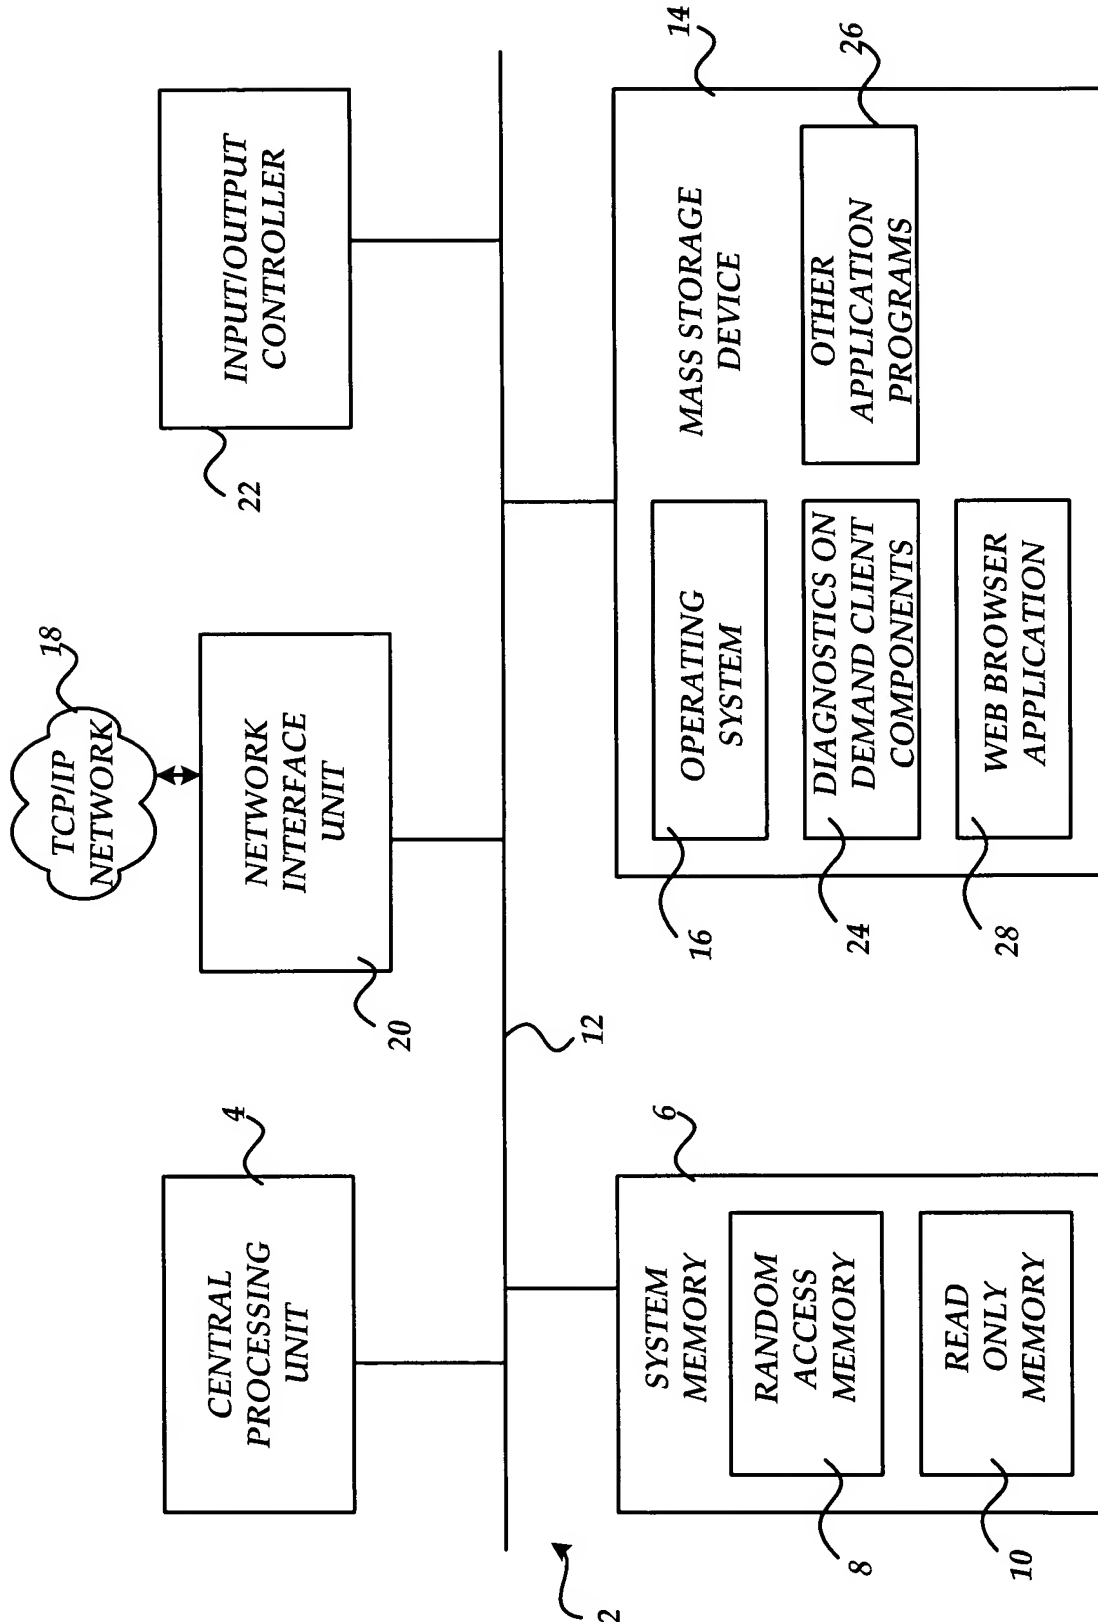 18
TCP/IP
NETWORK
4
CENTRAL
PROCESSING
UNIT
20
NETWORK
INTERFACE
UNIT
22
INPUT/OUTPUT
CONTROLLER
12
2
6
SYSTEM
MEMORY
RANDOM
ACCESS
MEMORY
8
READ
ONLY
MEMORY
10
14
MASS STORAGE
DEVICE
OPERATING
SYSTEM
16
DIAGNOSTICS ON
DEMAND CLIENT
COMPONENTS
24
OTHER
APPLICATION
PROGRAMS
26
WEB BROWSER
APPLICATION
28